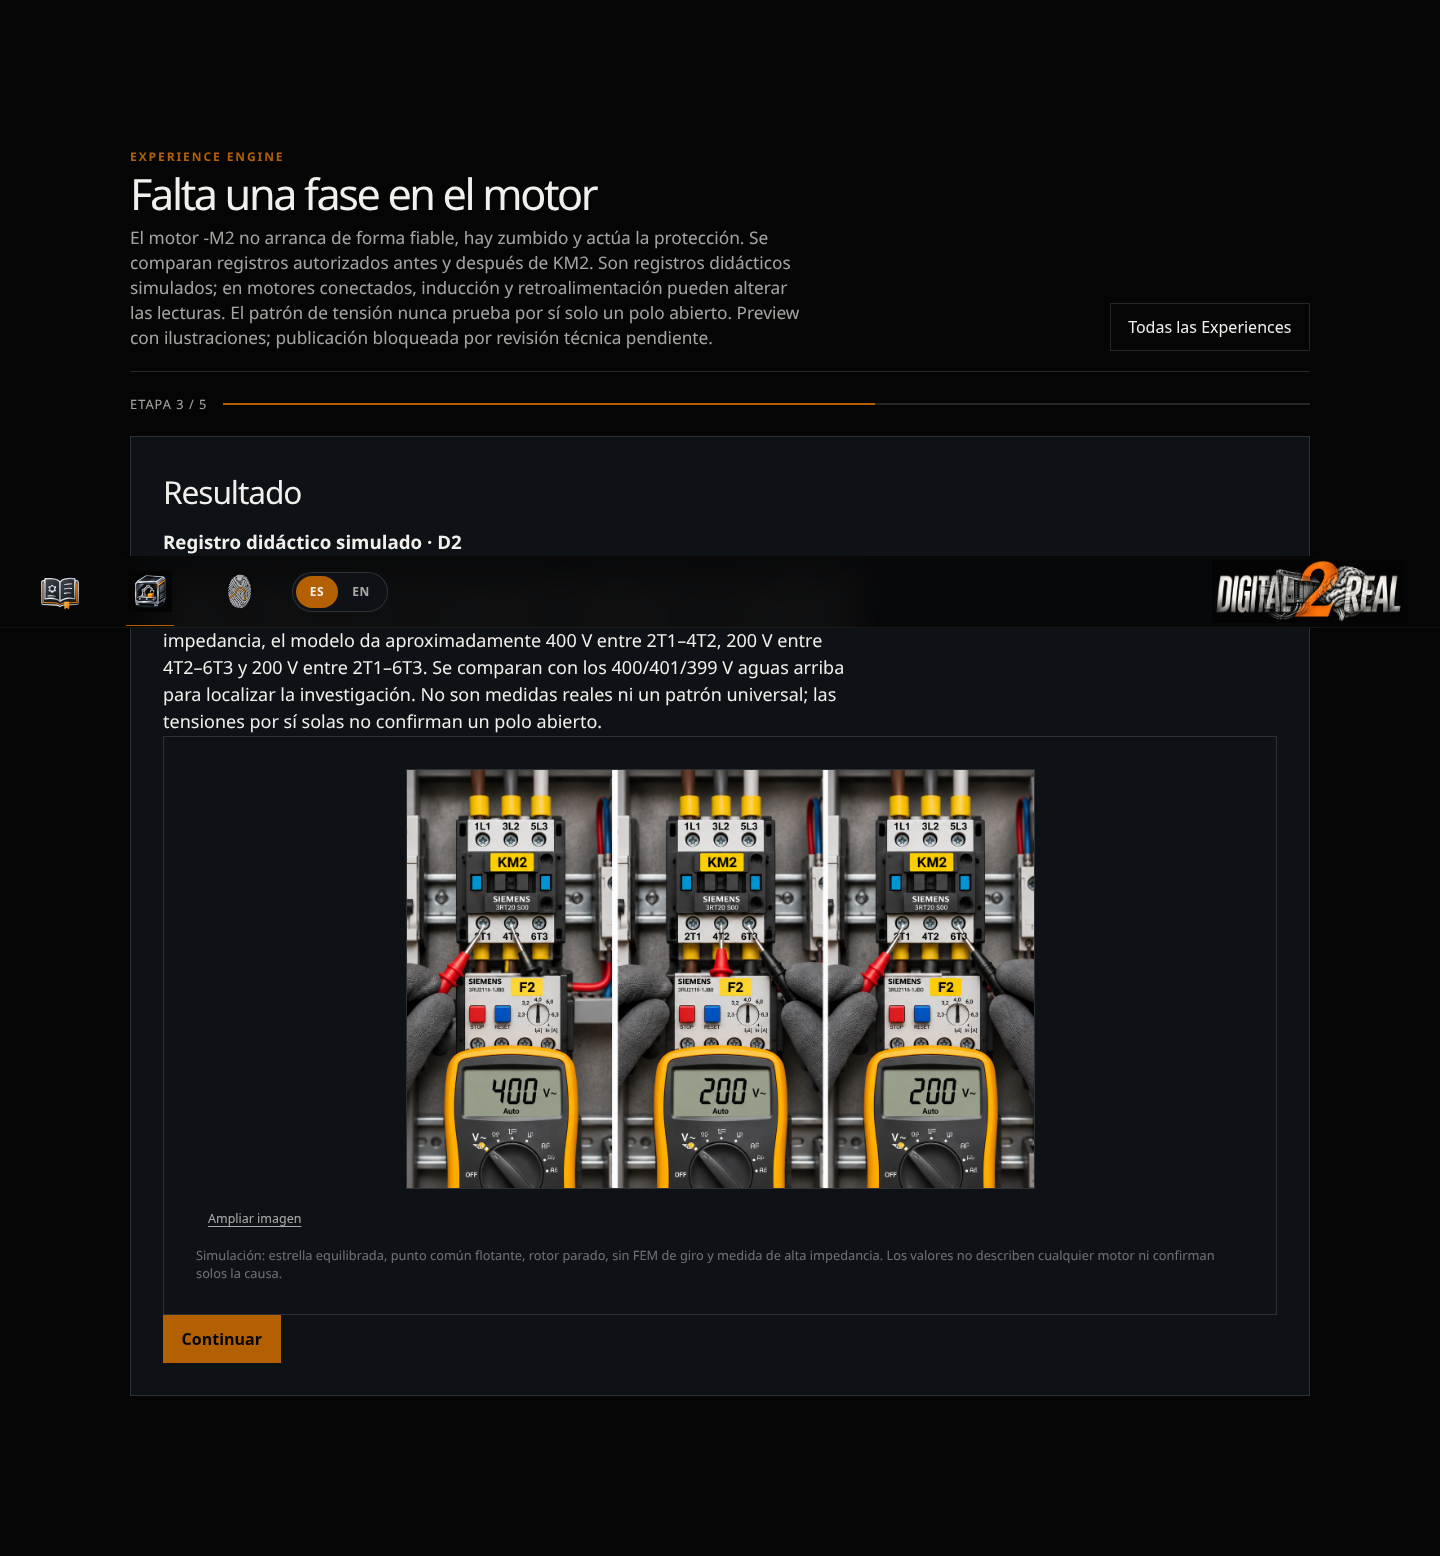 EXPERIENCE ENGINE
Falta una fase en el motor
El motor -M2 no arranca de forma fiable, hay zumbido y actúa la protección. Se
comparan registros autorizados antes y después de KM2. Son registros didácticos
simulados; en motores conectados, inducción y retroalimentación pueden alterar
las lecturas. El patrón de tensión nunca prueba por sí solo un polo abierto. Preview
con ilustraciones; publicación bloqueada por revisión técnica pendiente.
Todas las Experiences
ETAPA 3 / 5
Resultado
Registro didáctico simulado · D2
ES EN
DIGITAL 2 REAL
impedancia, el modelo da aproximadamente 400 V entre 2T1–4T2, 200 V entre
4T2–6T3 y 200 V entre 2T1–6T3. Se comparan con los 400/401/399 V aguas arriba
para localizar la investigación. No son medidas reales ni un patrón universal; las
tensiones por sí solas no confirman un polo abierto.
1L1 3L2 5L3 1L1 3L2 5L3 1L1 3L2 5L3
KM2 KM2 KM2
SIEMENS SIEMENS SIEMENS
3RT20 S00 3RT20 S00 3RT20 S00
6T3 2T1 4T2 6T3 4T2 6T3
SIEMENS F2 SIEMENS F2 SIEMENS F2
3RU2116-1JB0 3RU2116-1JB0 3RU2116-1JB0
STOP RESET STOP RESET STOP RESET
400 V~ 200 V~ 200 V~
Auto Auto Auto
V~ V~ V~
OFF OFF OFF
Ampliar imagen
Simulación: estrella equilibrada, punto común flotante, rotor parado, sin FEM de giro y medida de alta impedancia. Los valores no describen cualquier motor ni confirman
solos la causa.
Continuar